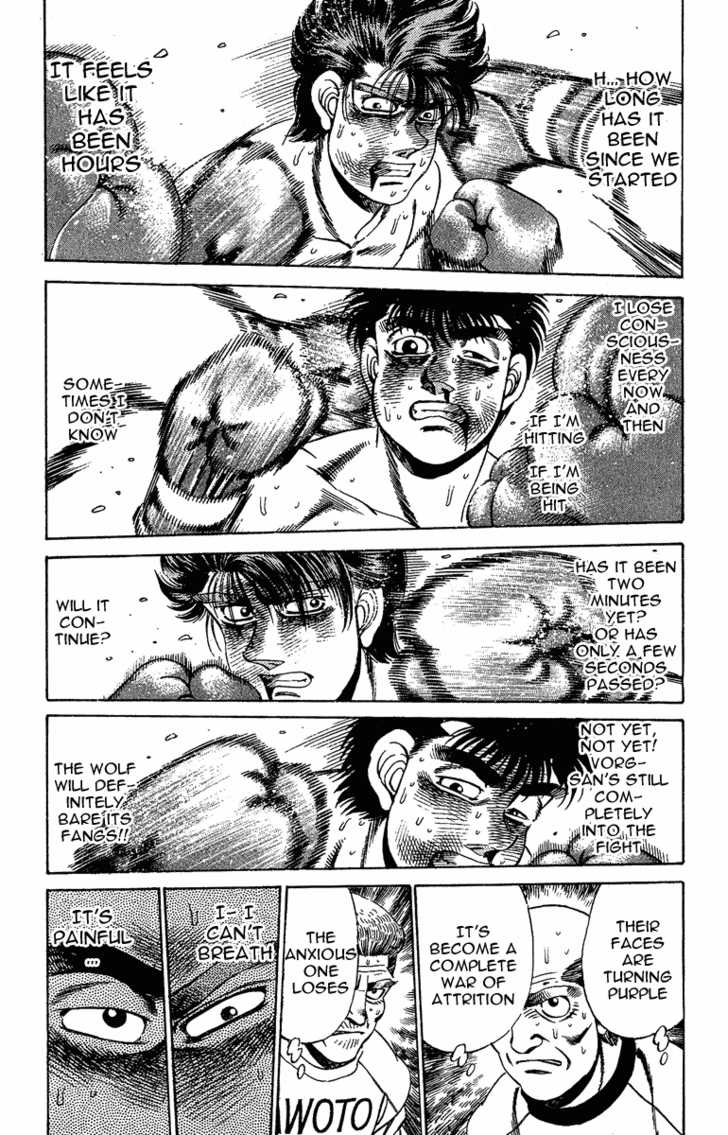 H... HOW
LONG
HAS IT
BEEN
SINCE WE
STARTED
IT FEELS
LIKE IT
HAS
BEEN
HOURS
I LOSE
CON-
SCIOUS-
NESS
EVERY
NOW
AND
THEN
SOME-
TIMES I
DON'T
KNOW
IF I'M
HITTING
IF I'M
BEING
HIT
HAS IT BEEN
TWO
MINUTES
YET?
OR HAS
ONLY A FEW
SECONDS
PASSED?
WILL IT
CON-
TINUE?
NOT YET,
NOT YET!
VORG-
SAN'S STILL
COM-
PLETELY
INTO THE
FIGHT
THE WOLF
WILL DEF-
INITELY
BARE ITS
FANGS!!
THEIR
FACES
ARE
TURNING
PURPLE
IT'S
BECOME A
COMPLETE
WAR OF
ATTRITION
THE
ANXIOUS
ONE
LOSES
WOTO
I- I
CAN'T
BREATH
IT'S
PAINFUL
...